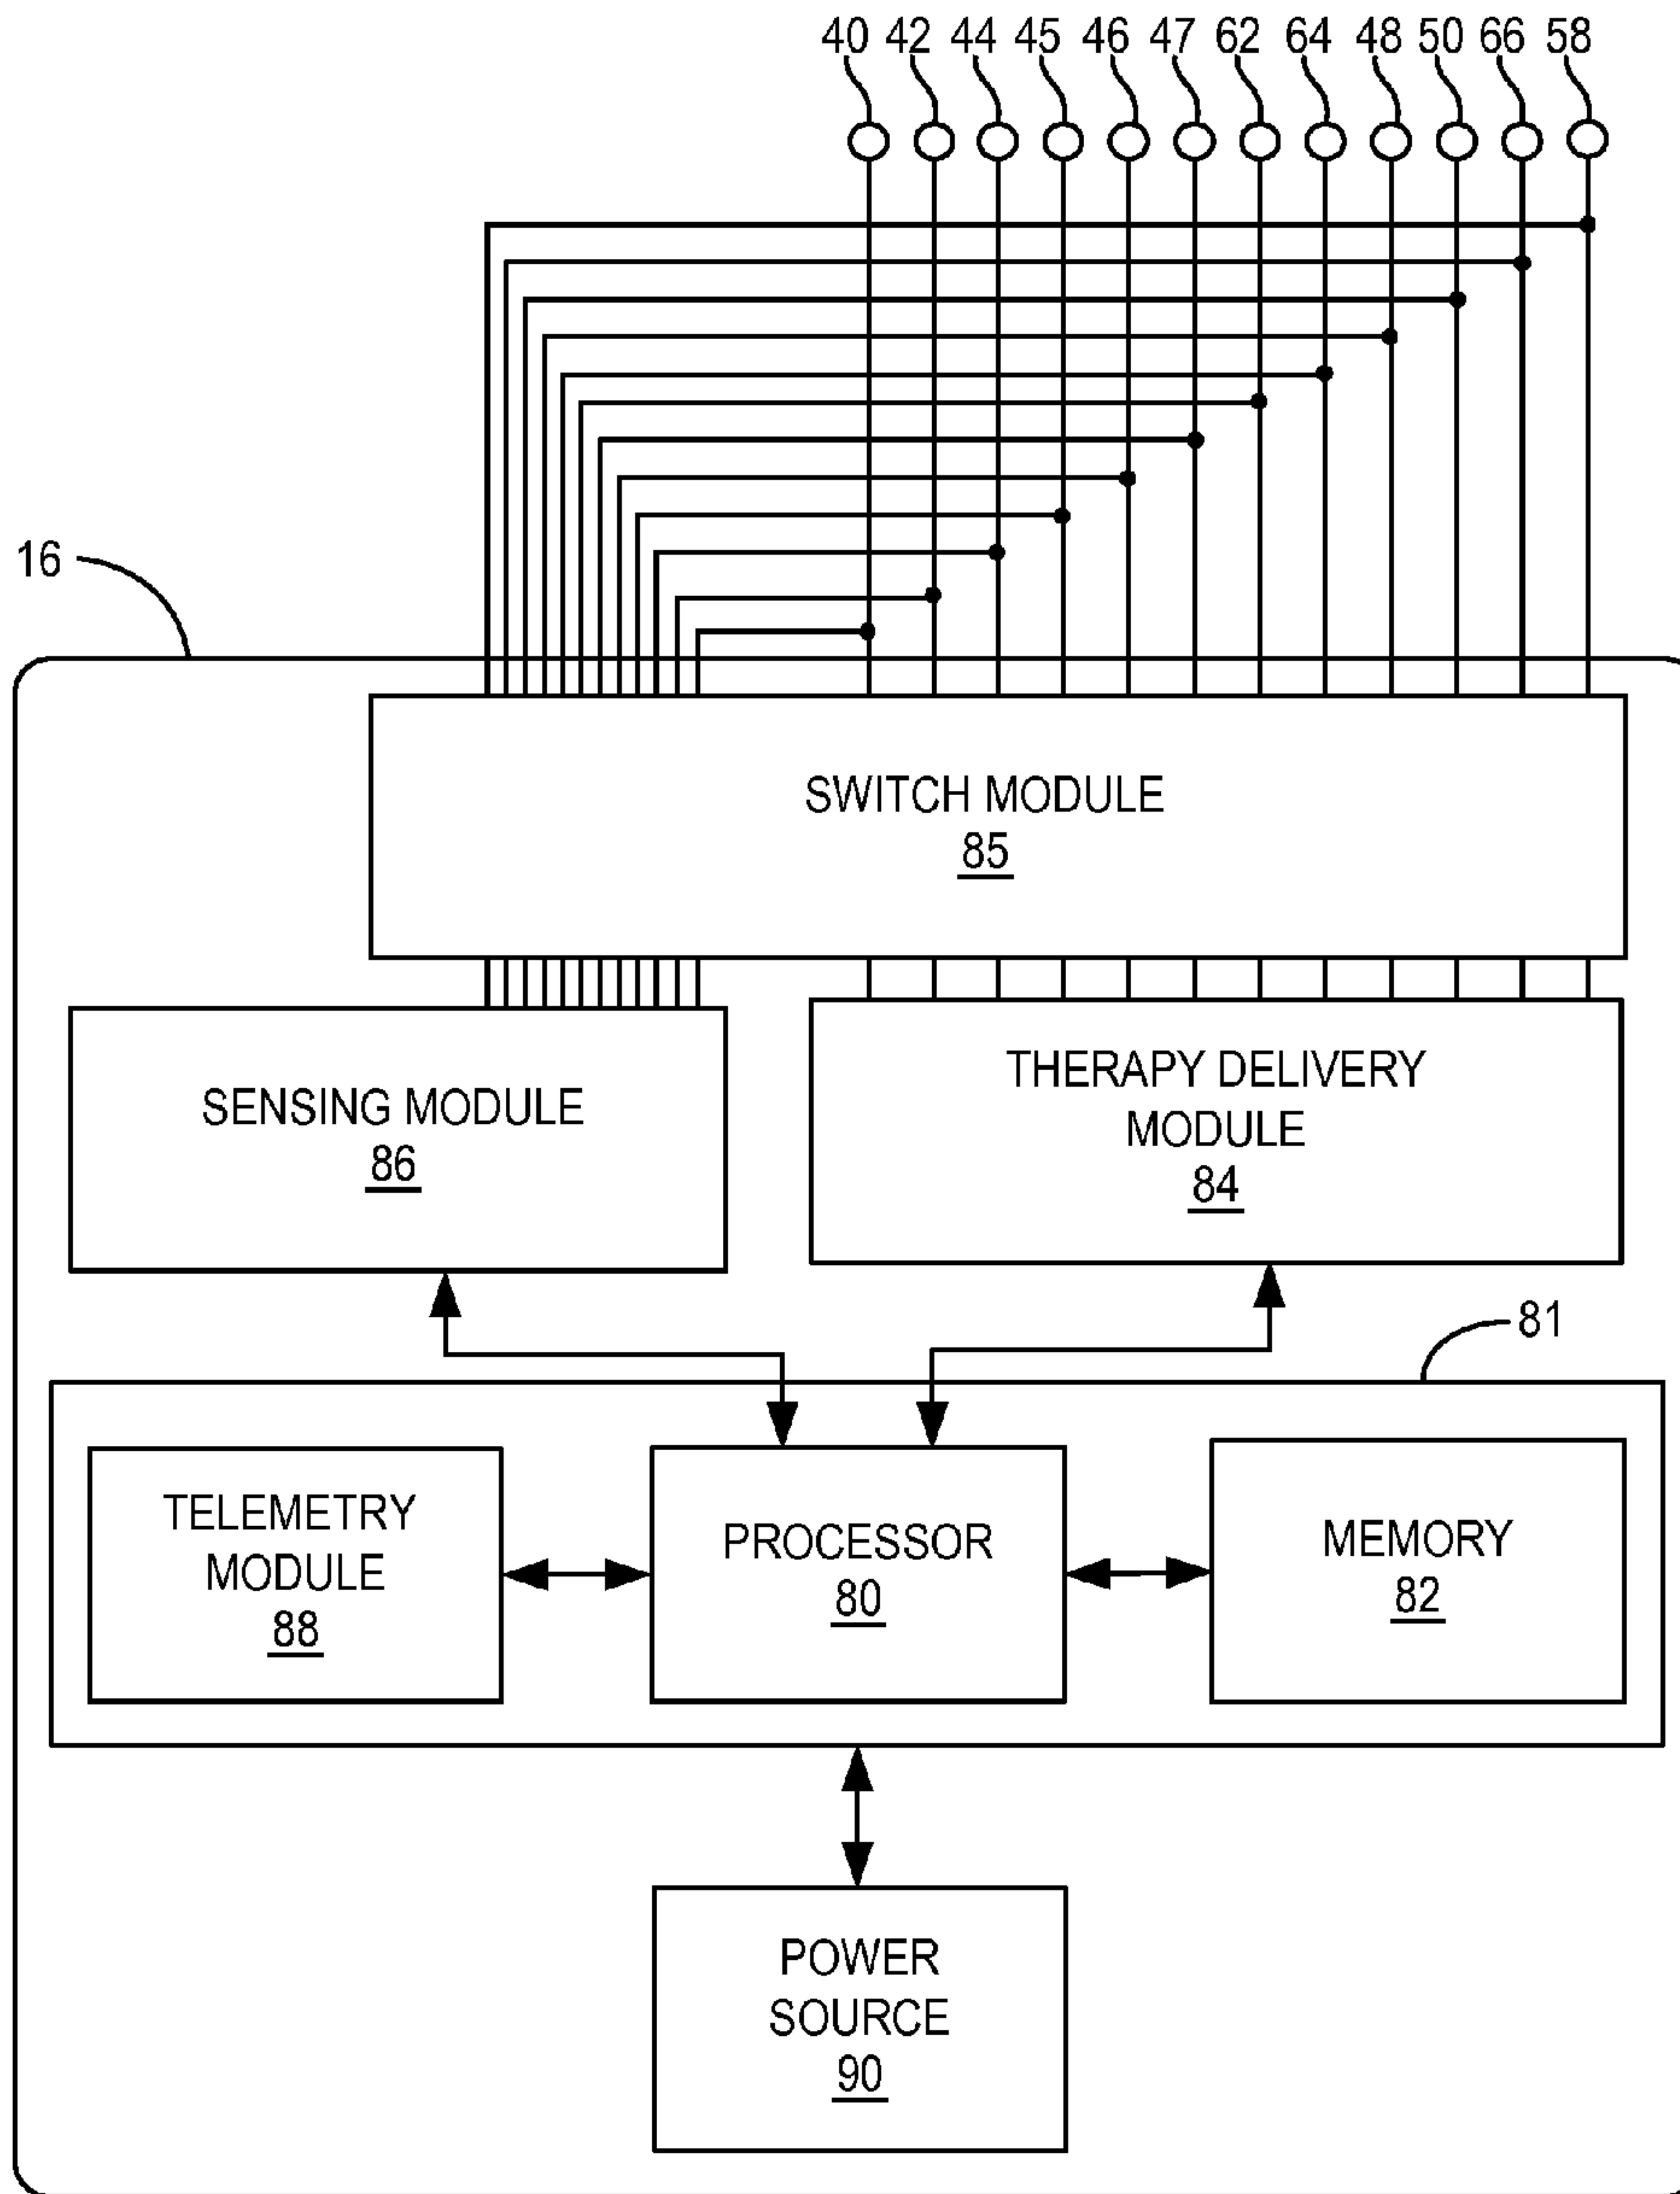 40 42 44 45 46 47 62 64 48 50 66 58
16
SWITCH MODULE
85
SENSING MODULE
86
THERAPY DELIVERY
MODULE
84
81
TELEMETRY
MODULE
88
PROCESSOR
80
MEMORY
82
POWER
SOURCE
90